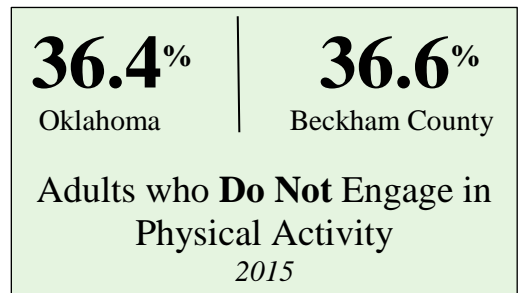 36.4% 36.6%
Oklahoma Beckham County
Adults who Do Not Engage in
Physical Activity
2015